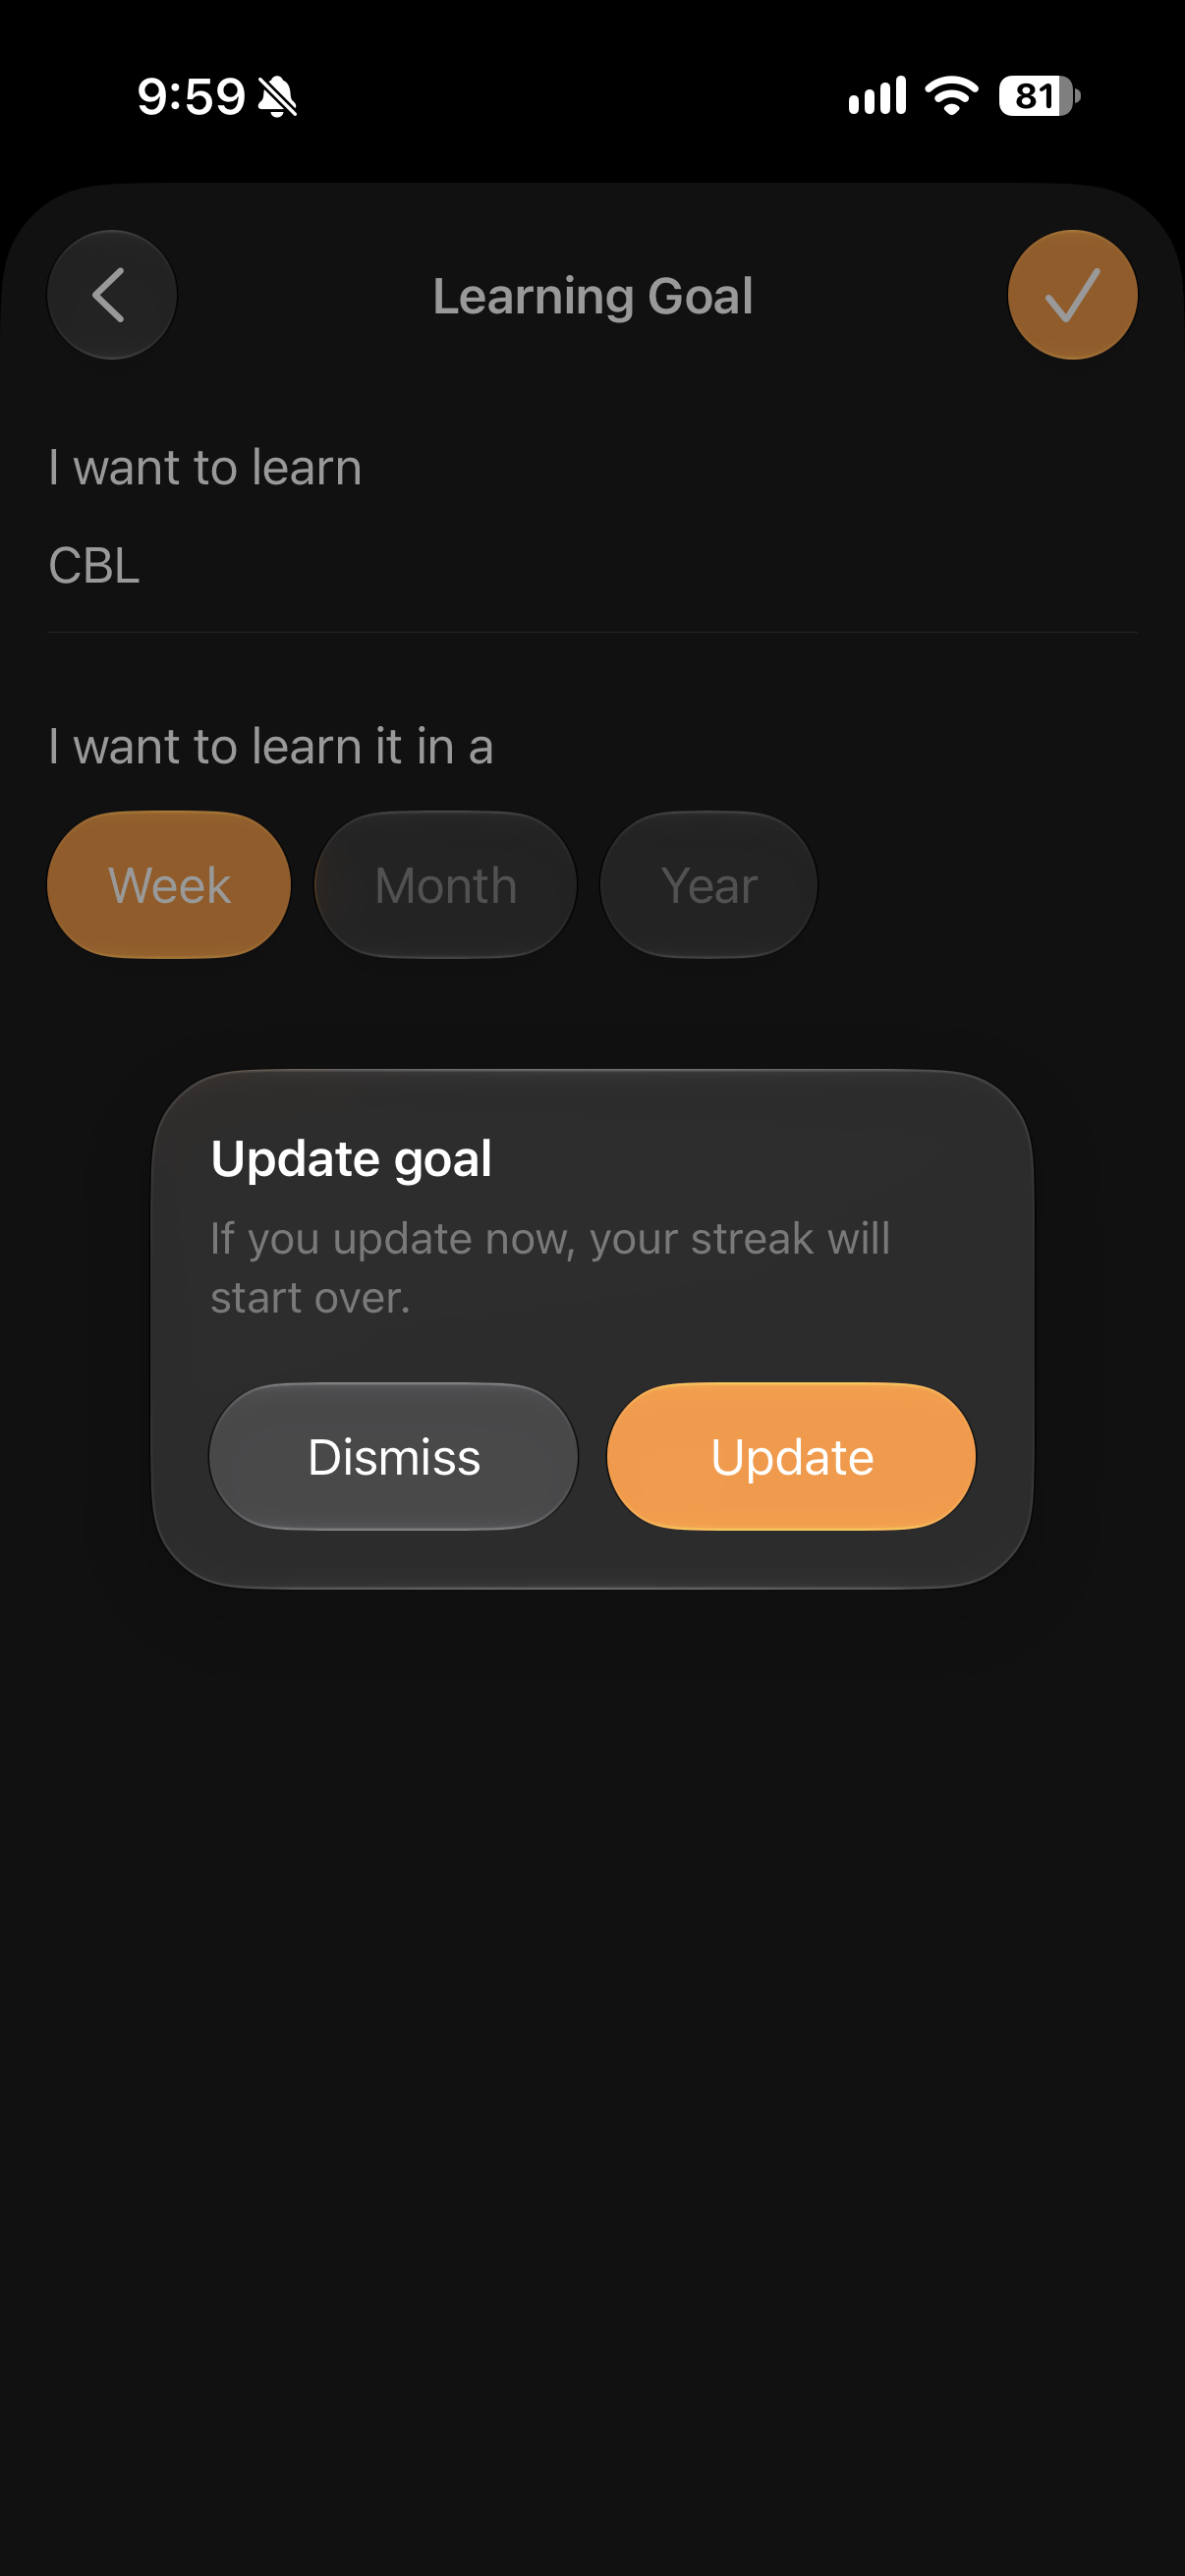 9:59
81
Learning Goal
I want to learn
CBL
I want to learn it in a
Week Month Year
Update goal
If you update now, your streak will
start over.
Dismiss Update